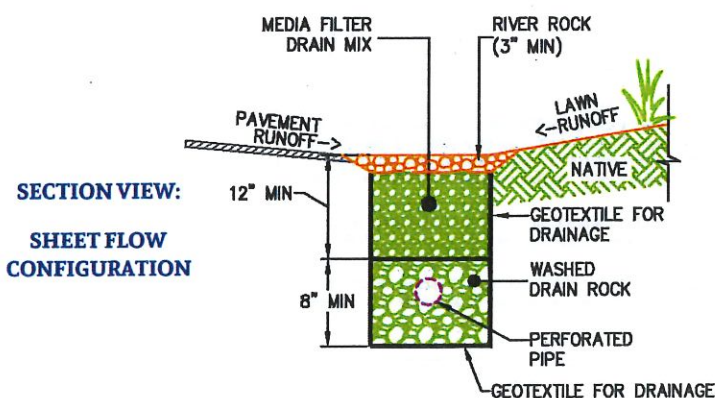 MEDIA FILTER
DRAIN MIX
RIVER ROCK
(3" MIN)
PAVEMENT
RUNOFF
LAWN
RUNOFF
NATIVE
SECTION VIEW:
SHEET FLOW
CONFIGURATION
12" MIN
GEOTEXTILE FOR
DRAINAGE
8" MIN
WASHED
DRAIN ROCK
PERFORATED
PIPE
GEOTEXTILE FOR DRAINAGE